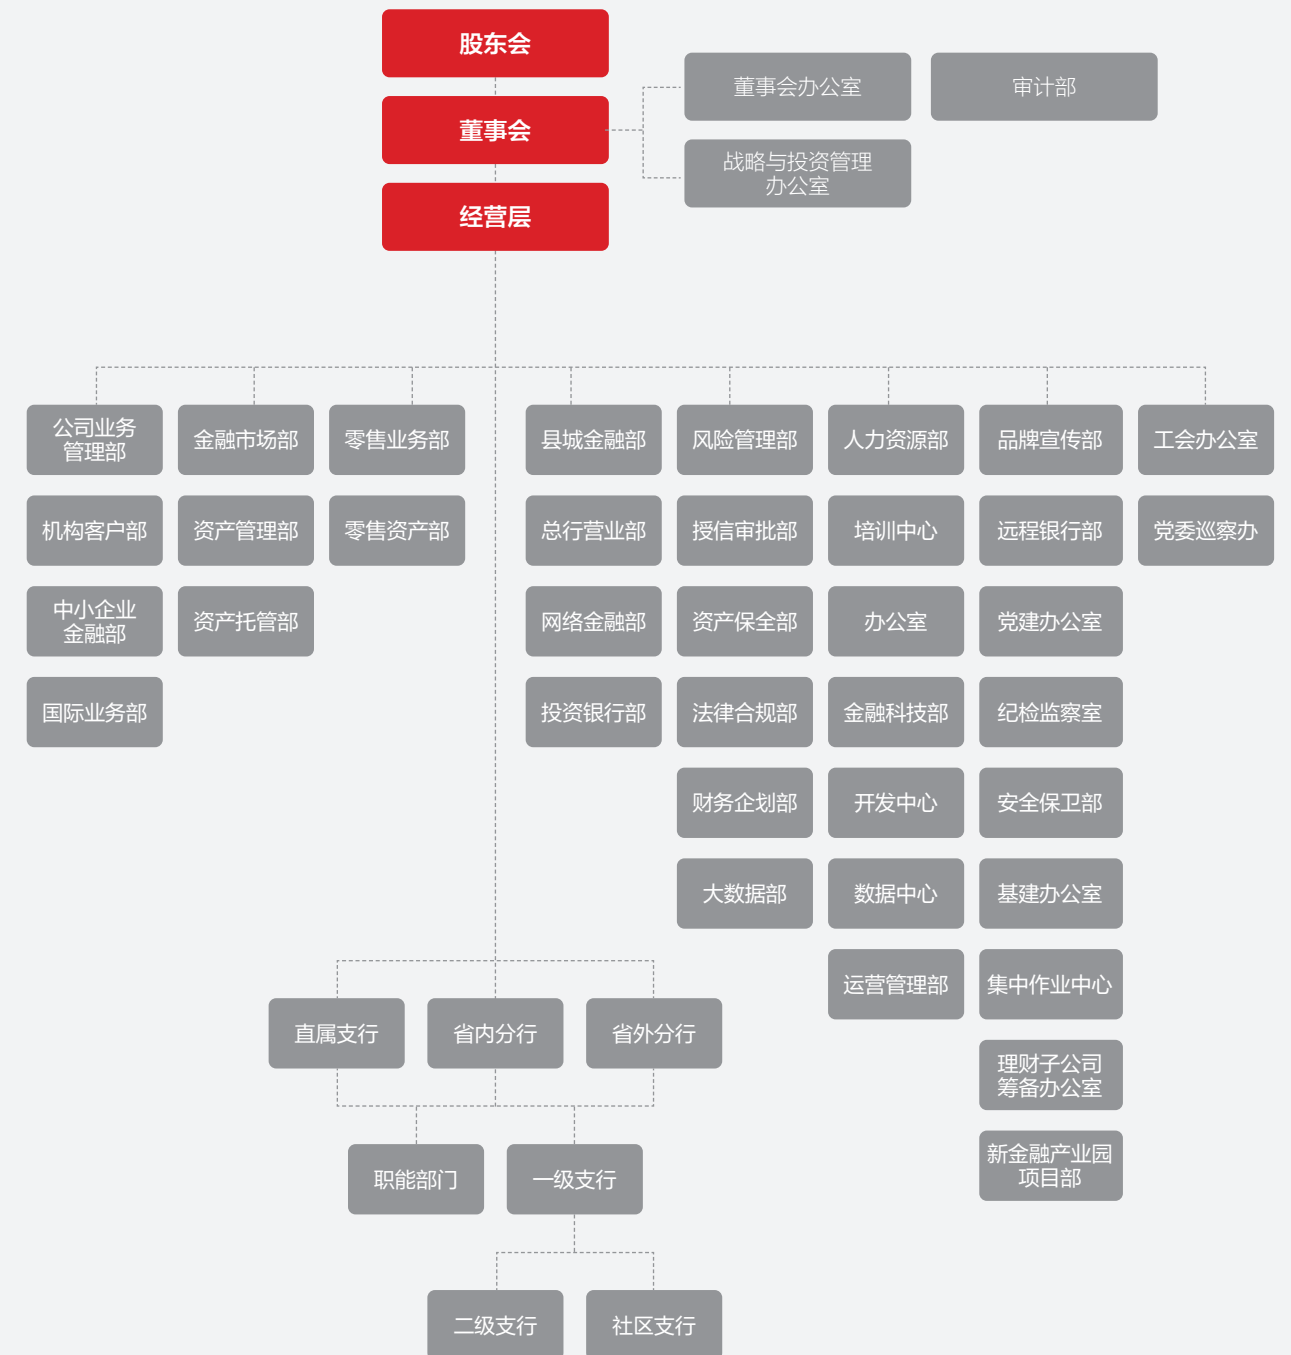 股东会
董事会
经营层
董事会办公室
审计部
战略与投资管理
办公室
公司业务
管理部
金融市场部
零售业务部
县城金融部
风险管理部
人力资源部
品牌宣传部
工会办公室
机构客户部
资产管理部
零售资产部
总行营业部
授信审批部
培训中心
远程银行部
党委巡察办
中小企业
金融部
资产托管部
网络金融部
资产保全部
办公室
党建办公室
国际业务部
投资银行部
法律合规部
金融科技部
纪检监察室
财务企划部
开发中心
安全保卫部
大数据部
数据中心
基建办公室
运营管理部
集中作业中心
直属支行
省内分行
省外分行
理财子公司
筹备办公室
职能部门
一级支行
新金融产业园
项目部
二级支行
社区支行